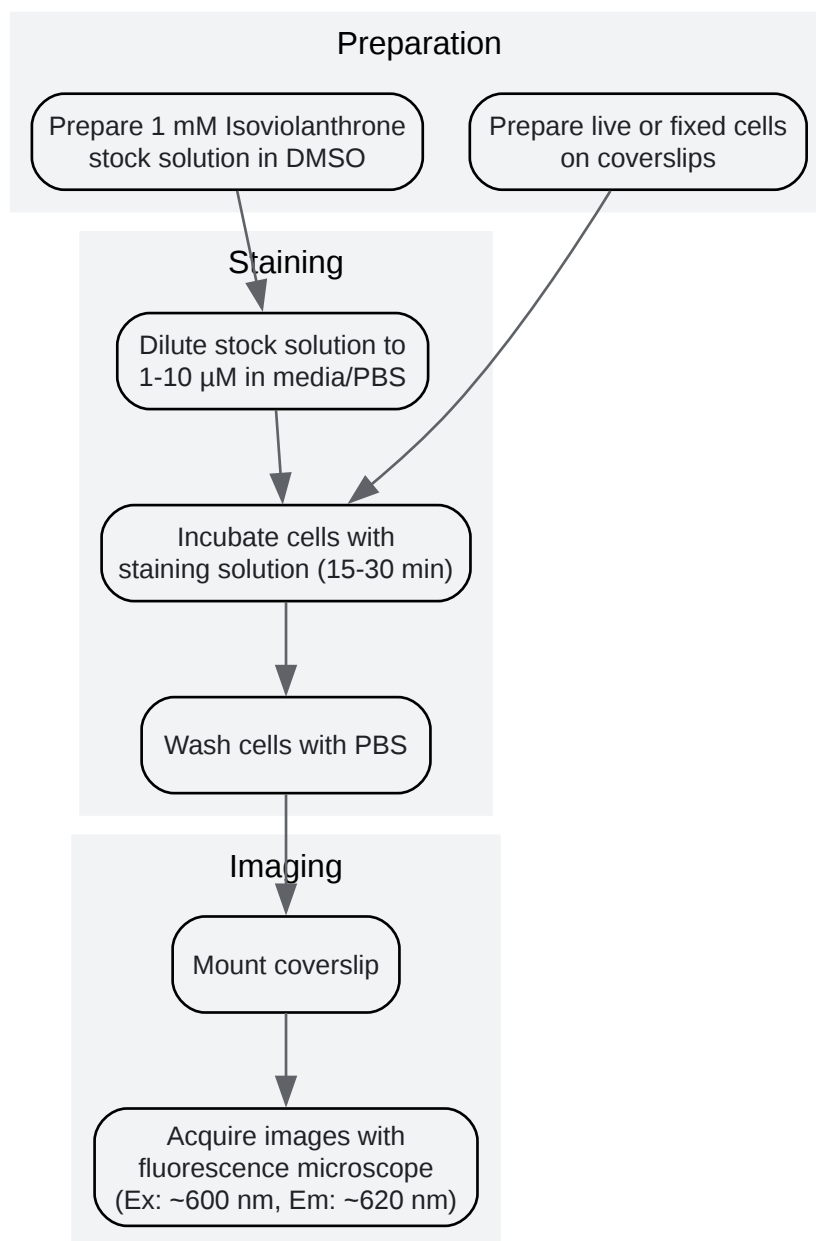 Preparation
Prepare 1 mM Isoviolanthrone
stock solution in DMSO
Prepare live or fixed cells
on coverslips
Staining
Dilute stock solution to
1-10 µM in media/PBS
Incubate cells with
staining solution (15-30 min)
Wash cells with PBS
Imaging
Mount coverslip
Acquire images with
fluorescence microscope
(Ex: ~600 nm, Em: ~620 nm)